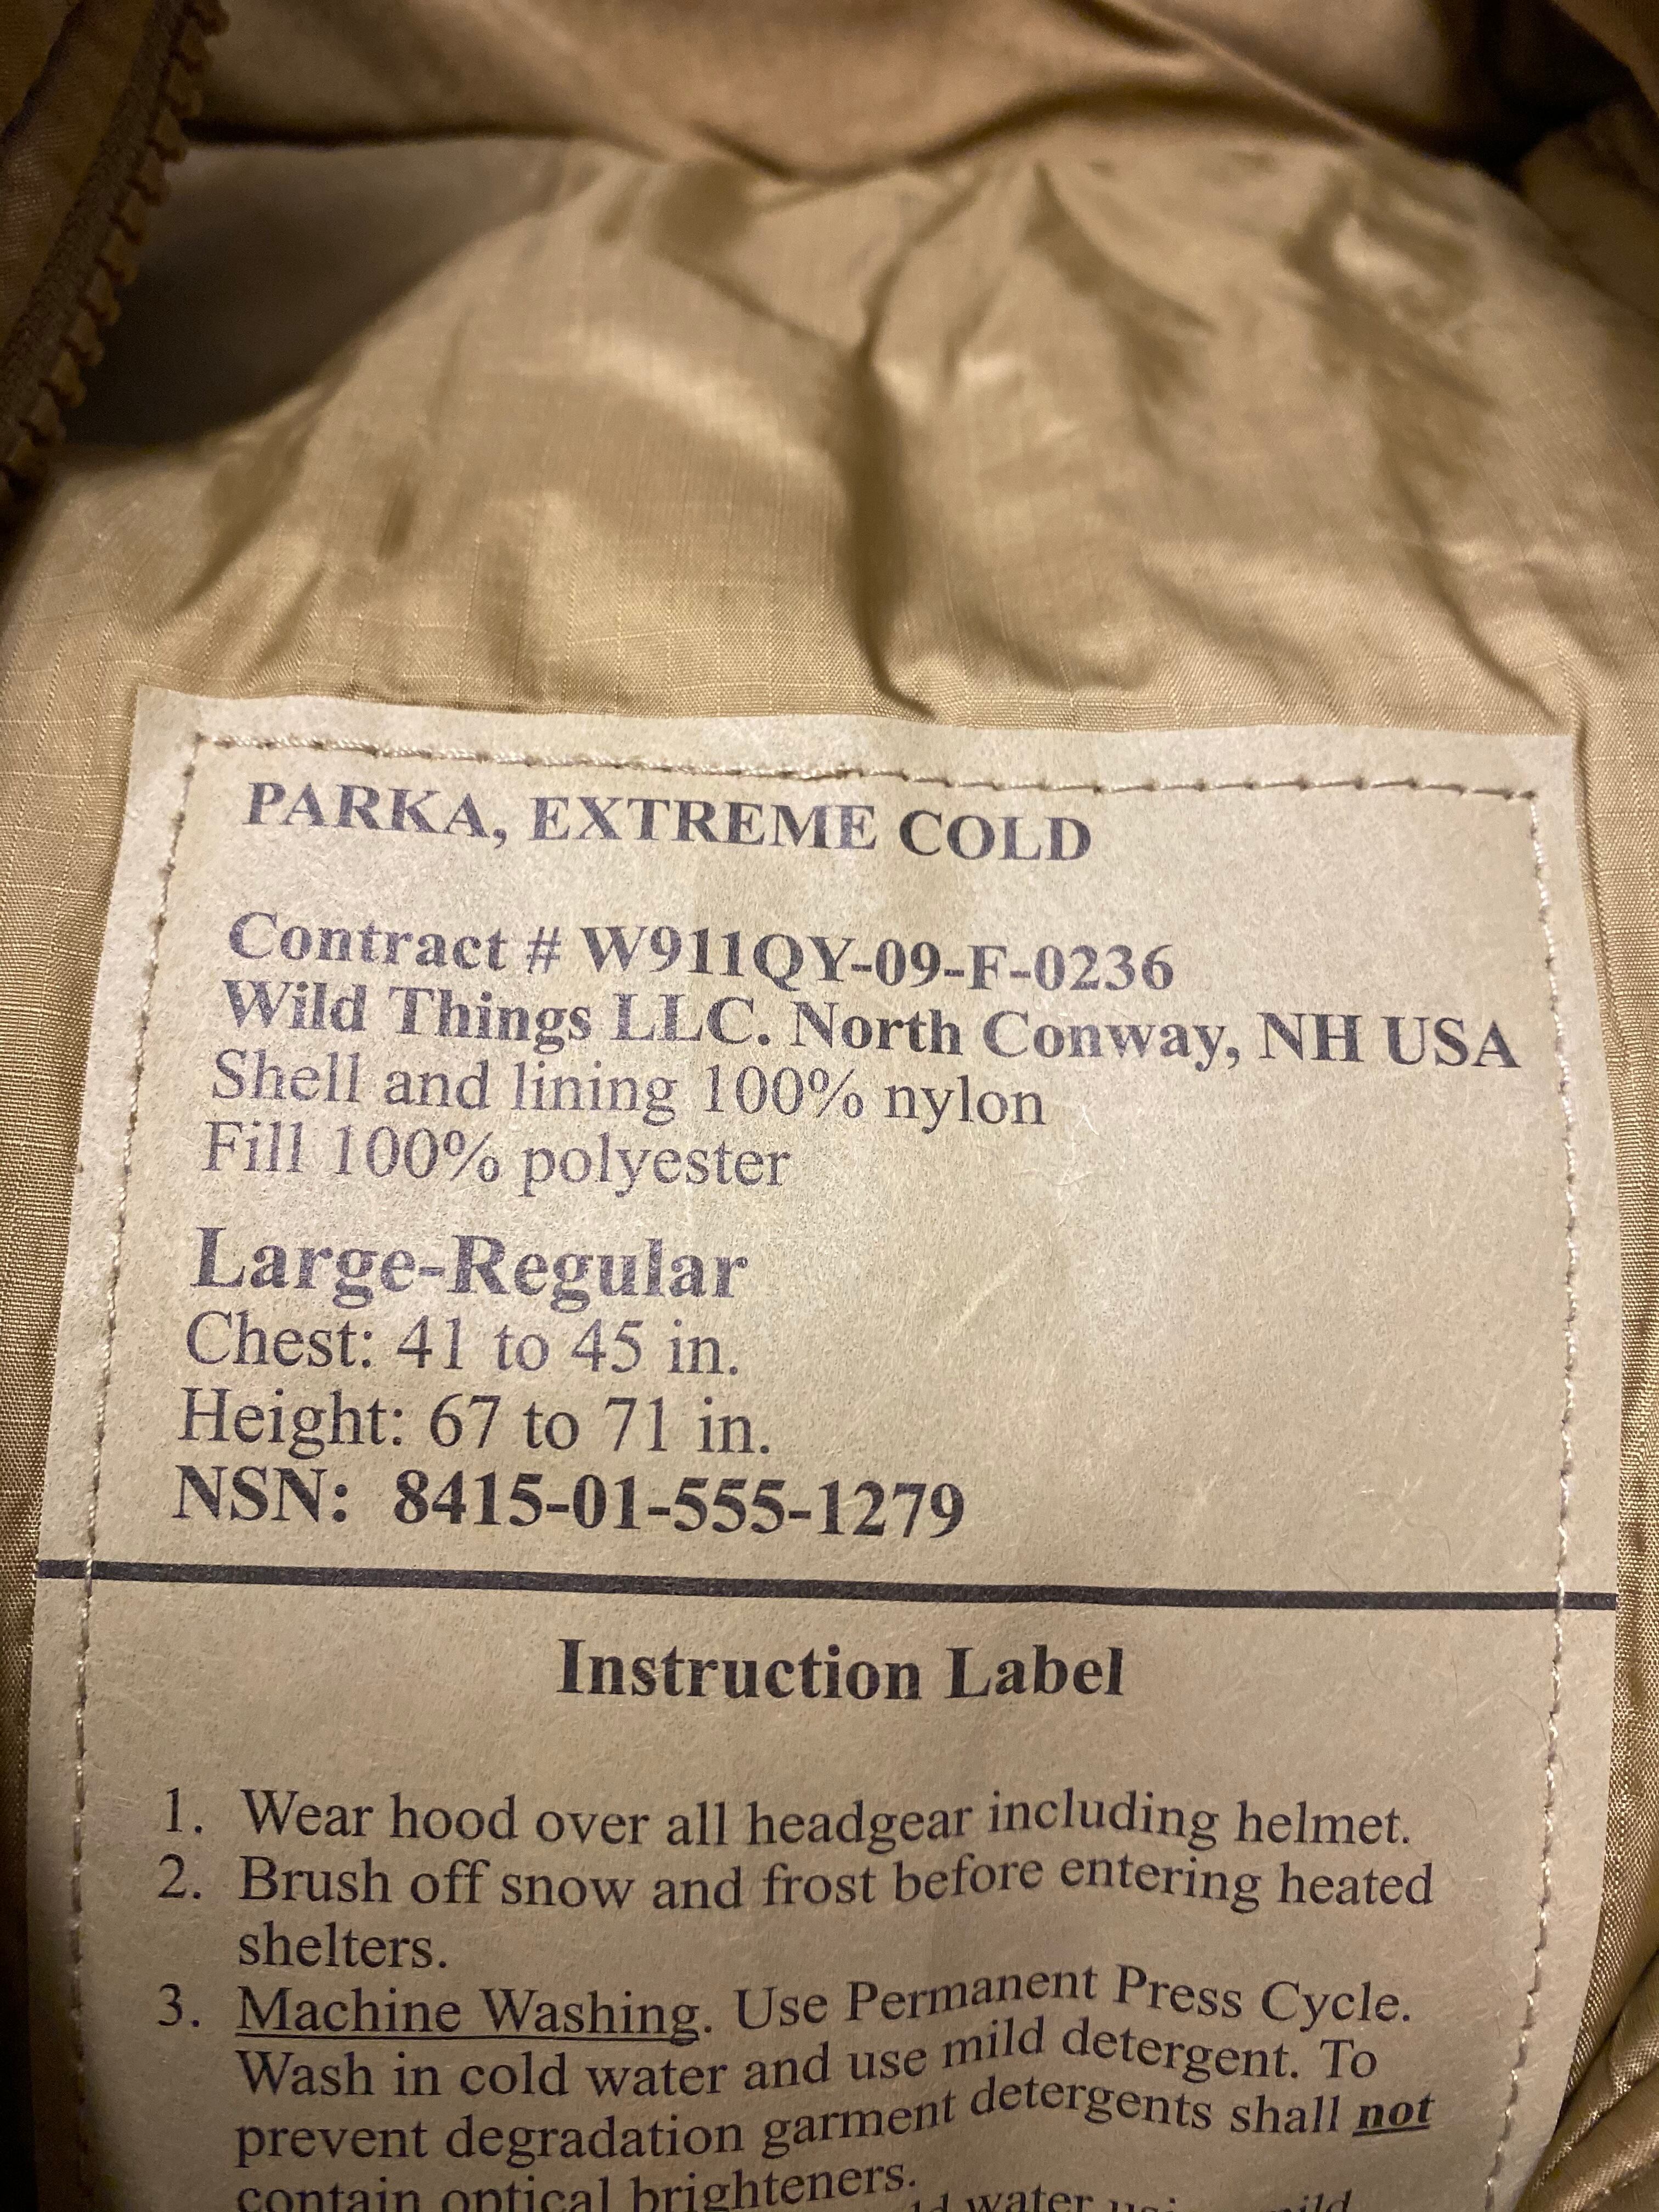 PARKA, EXTREME COLD
Contract # W911QY-09-F-0236
Wild Things LLC. North Conway, NH USA
Shell and lining 100% nylon
Fill 100% polyester
Large-Regular
Chest: 41 to 45 in.
Height: 67 to 71 in.
NSN: 8415-01-555-1279
Instruction Label
1. Wear hood over all headgear including helmet.
2. Brush off snow and frost before entering heated
shelters.
3. Machine Washing. Use Permanent Press Cycle.
Wash in cold water and use mild detergent. To
prevent degradation garment detergents shall not
contain optical brighteners.
water